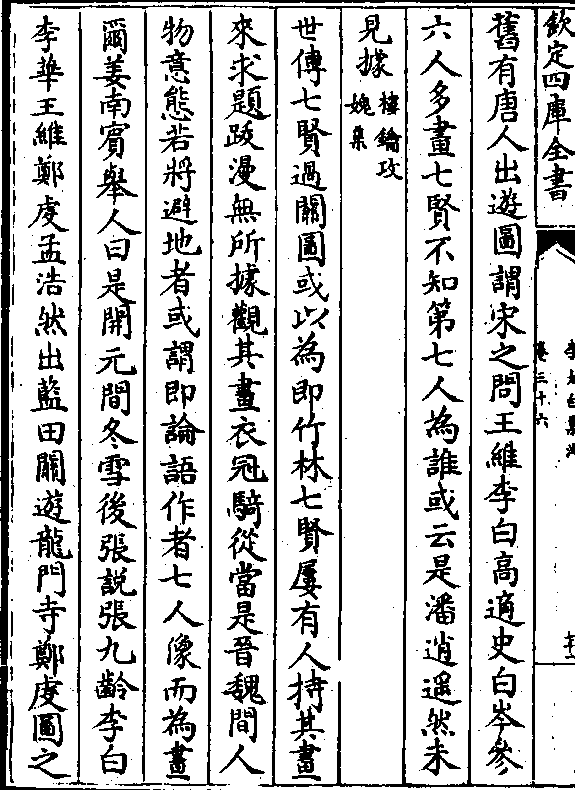 欽定四庫全書
卷三十六
舊有唐人出遊圖謂宋之問王維李白高適史白岑參
六人多畫七賢不知第七人為誰或云是潘逍遥然未
見據樓鑰攻
媿集
世傳七賢過關圖或以為即竹林七賢屢有人持其畫
來求題跋漫無所據觀其畫衣冠騎從當是晉魏間人
物意態若將避地者或謂即論語作者七人像而為畫
爾姜南賓舉人曰是開元間冬雪後張説張九齡李白
李華王維鄭虔孟浩然出藍田關遊龍門寺鄭虔圖之